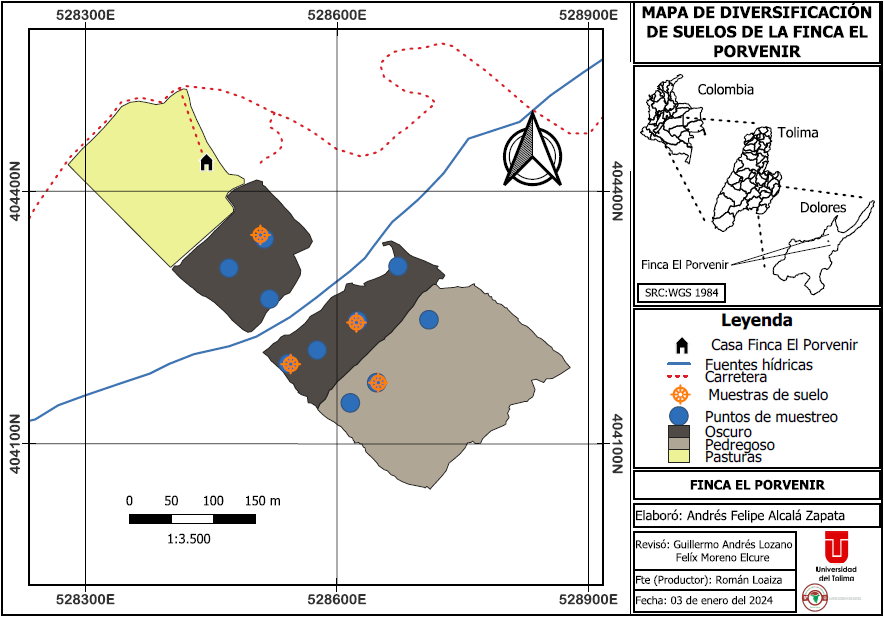 528300E
528600E
528900E
404400N
404400N
404100N
404100N
0 50 100 150 m
1:3.500
528300E
528600E
528900E
MAPA DE DIVERSIFICACIÓN
DE SUELOS DE LA FINCA EL
PORVENIR
Colombia
Tolima
Dolores
Finca El Porvenir
SRC:WGS 1984
Leyenda
Casa Finca El Porvenir
Fuentes hídricas
Carretera
Muestras de suelo
Puntos de muestreo
Oscuro
Pedregoso
Pasturas
FINCA EL PORVENIR
Elaboró: Andrés Felipe Alcalá Zapata
Revisó: Guillermo Andrés Lozano
Felíx Moreno Elcure
Fte (Productor): Román Loaiza
Fecha: 03 de enero del 2024
Universidad
del Tolima